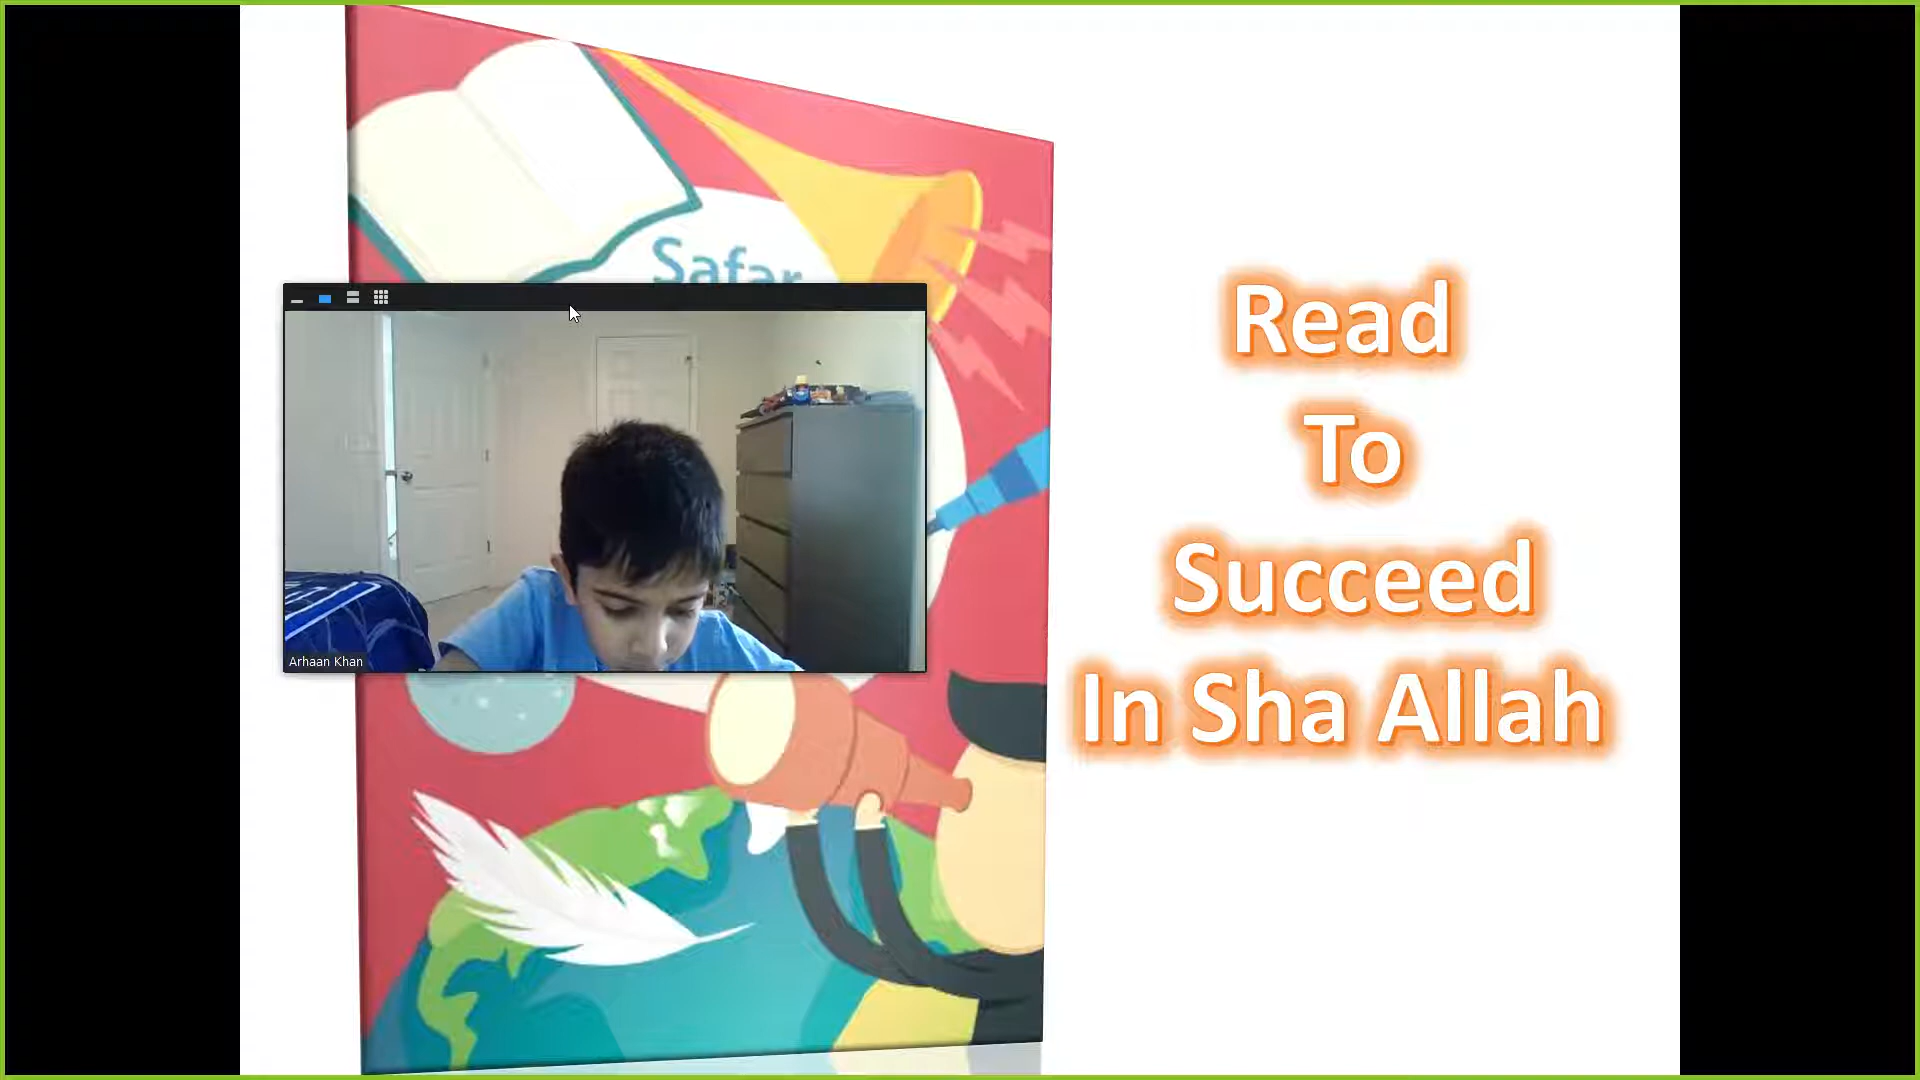 Safar
Read
To
Succeed
In Sha Allah
Arhaan Khan